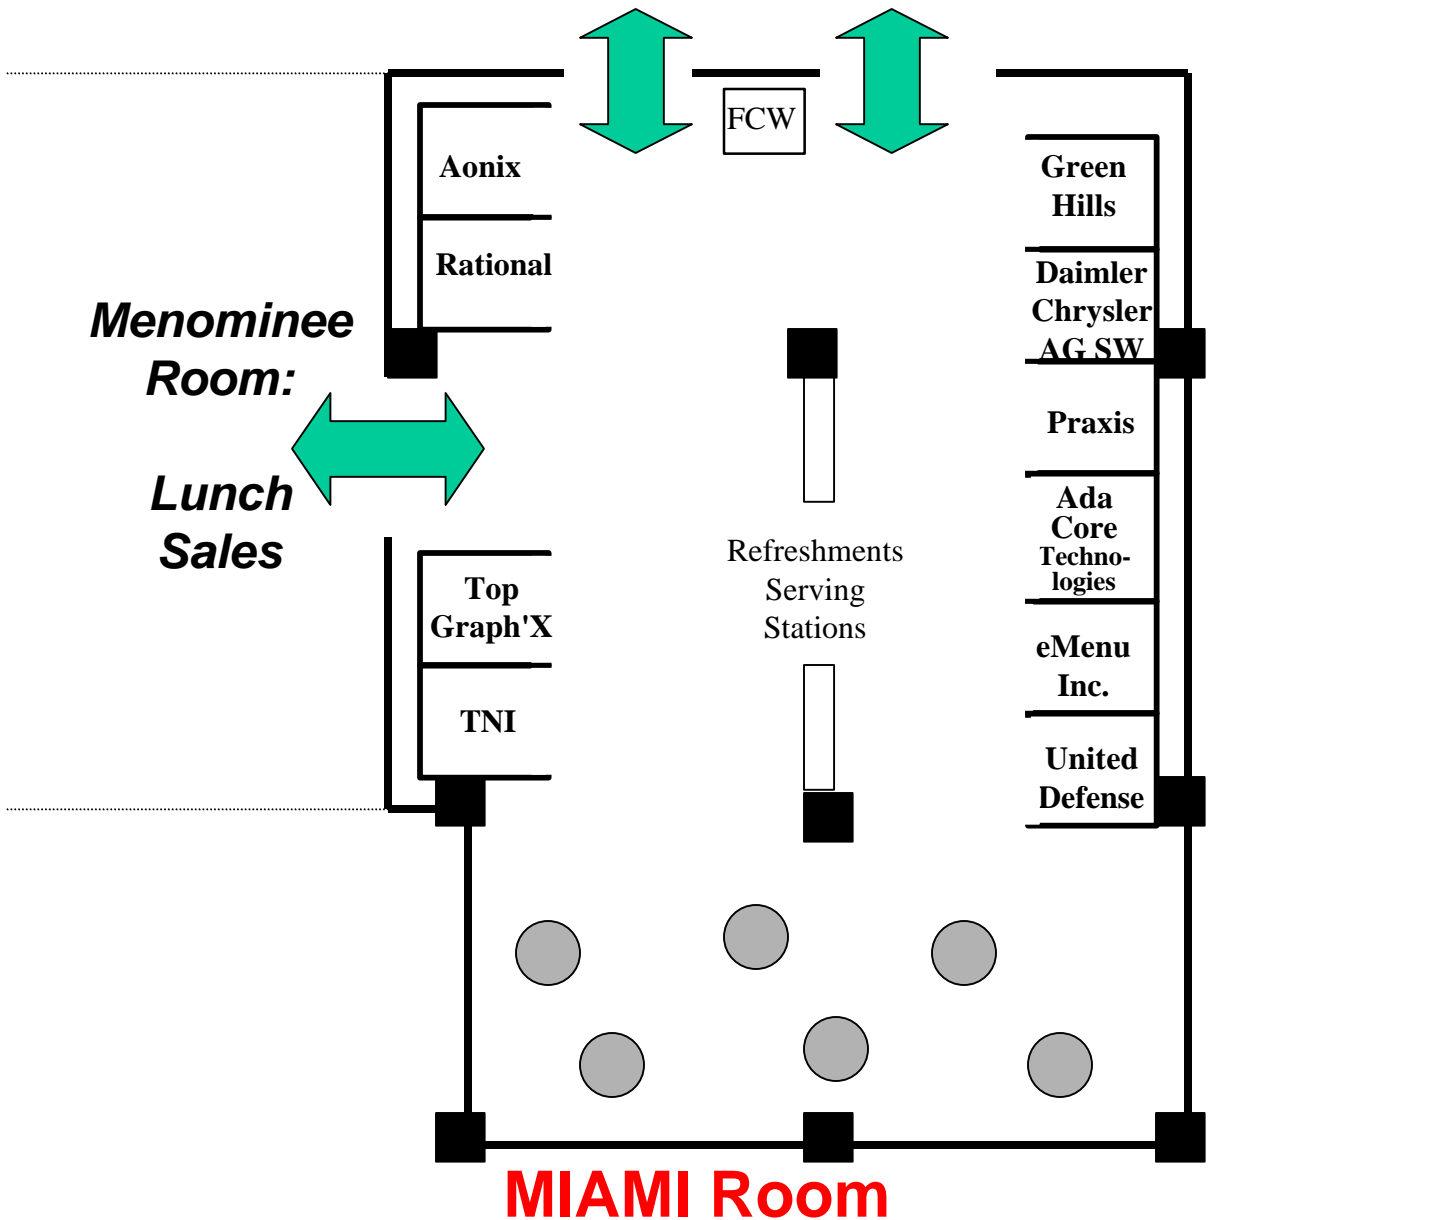 FCW
Aonix
Rational
Menominee
Room:
Lunch
Sales
Top
Graph'X
TNI
Refreshments
Serving
Stations
Green
Hills
Daimler
Chrysler
AG SW
Praxis
Ada
Core
Techno-
logies
eMenu
Inc.
United
Defense
MIAMI Room